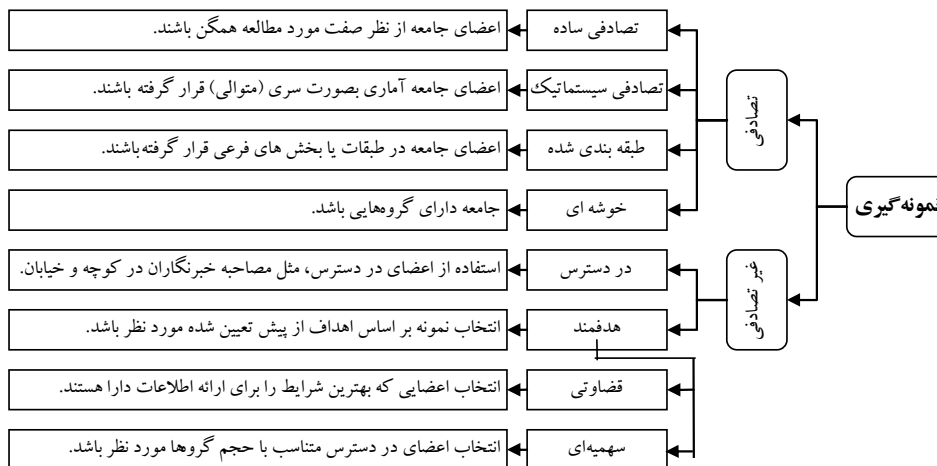 نمونه‌گیری
تصادفی
تصادفی ساده
اعضای جامعه از نظر صفت مورد مطالعه همگن باشند.
تصادفی سیستماتیک
اعضای جامعه آماری بصورت سری (متوالی) قرار گرفته باشند.
طبقه بندی شده
اعضای جامعه در طبقات یا بخش های فرعی قرار گرفته‌باشند.
خوشه ای
جامعه دارای گروه‌هایی باشد.
غیر تصادفی
در دسترس
استفاده از اعضای در دسترس، مثل مصاحبه خبرنگاران در کوچه و خیابان.
هدفمند
انتخاب نمونه بر اساس اهداف از پیش تعیین شده مورد نظر باشد.
قضاوتی
انتخاب اعضایی که بهترین شرایط را برای ارائه اطلاعات دارا هستند.
سهمیه‌ای
انتخاب اعضای در دسترس متناسب با حجم گروه‌ها مورد نظر باشد.